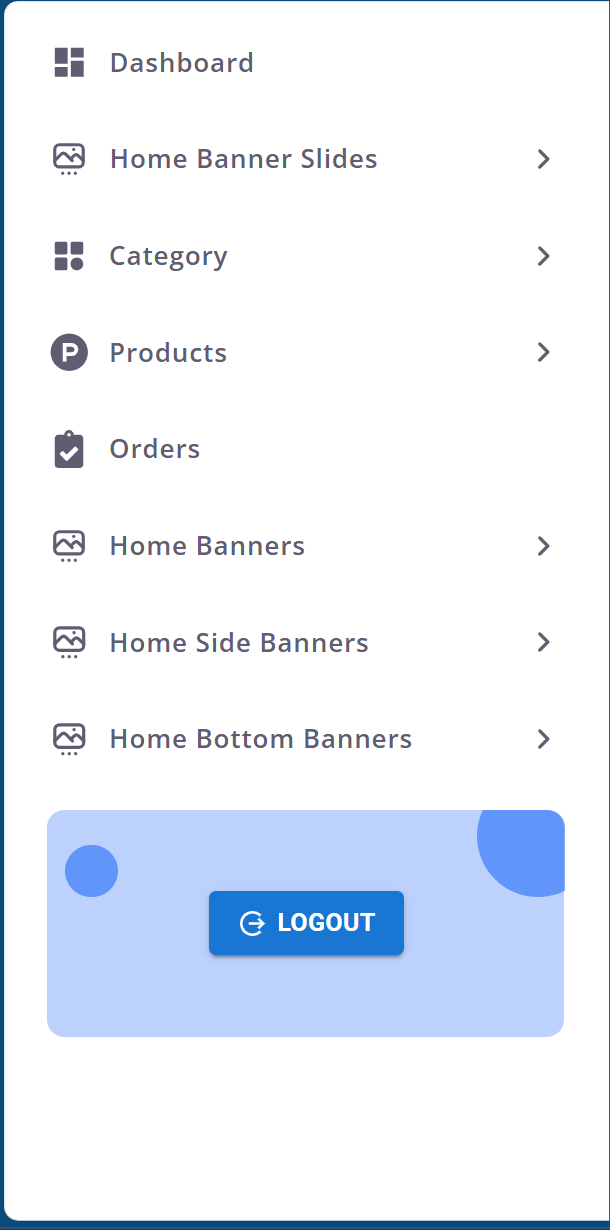 Dashboard
Home Banner Slides
Category
P Products
Orders
Home Banners
Home Side Banners
Home Bottom Banners
LOGOUT